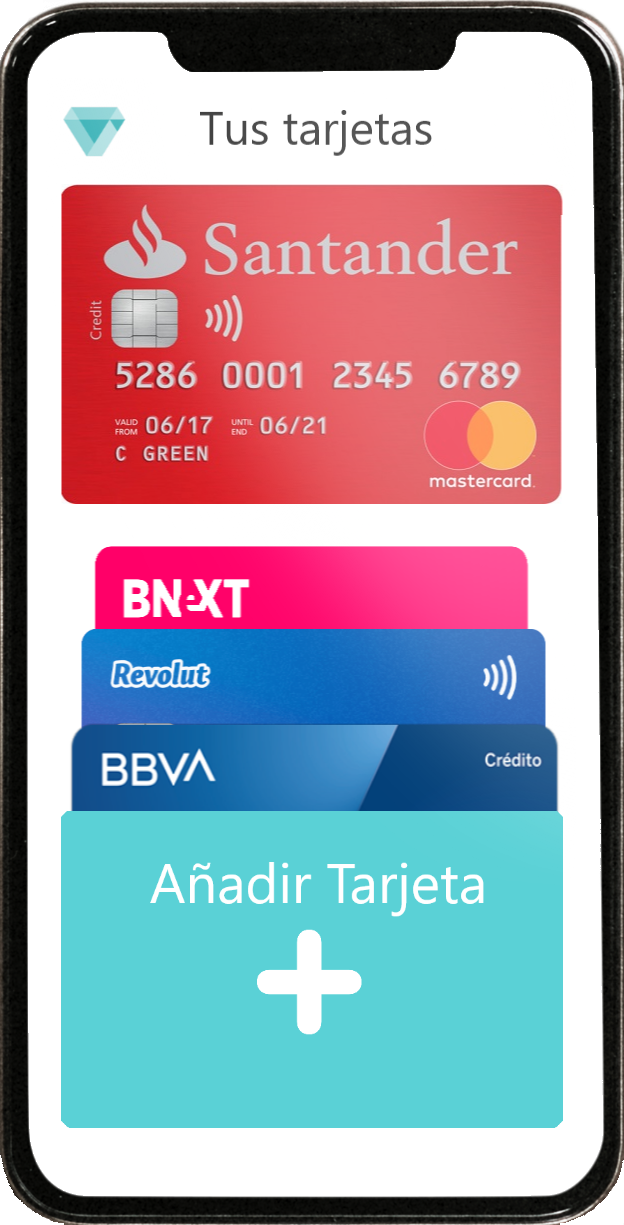 Tus tarjetas
Santander
Credit
5286 0001 2345 6789
VALID FROM 06/17 UNTIL END 06/21
C GREEN
mastercard.
BNEXT
Revolut
BBVA
Crédito
Añadir Tarjeta